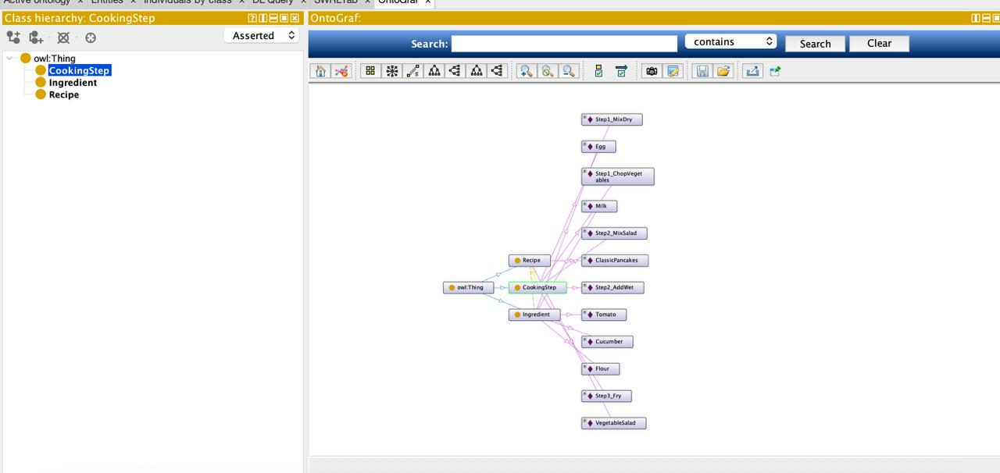 Active ontology × Entities × Individuals by class × DL Query × SWRLTab × OntoGraf ×
Class hierarchy: CookingStep
OntoGraf:
Asserted
Search:
contains
Search
Clear
owl:Thing
CookingStep
Ingredient
Recipe
Step1_MixDry
Egg
Step1_ChopVeget
ables
Milk
Step2_MixSalad
Recipe
ClassicPancakes
owl:Thing
CookingStep
Step2_AddWet
Ingredient
Tomato
Cucumber
Flour
Step3_Fry
VegetableSalad